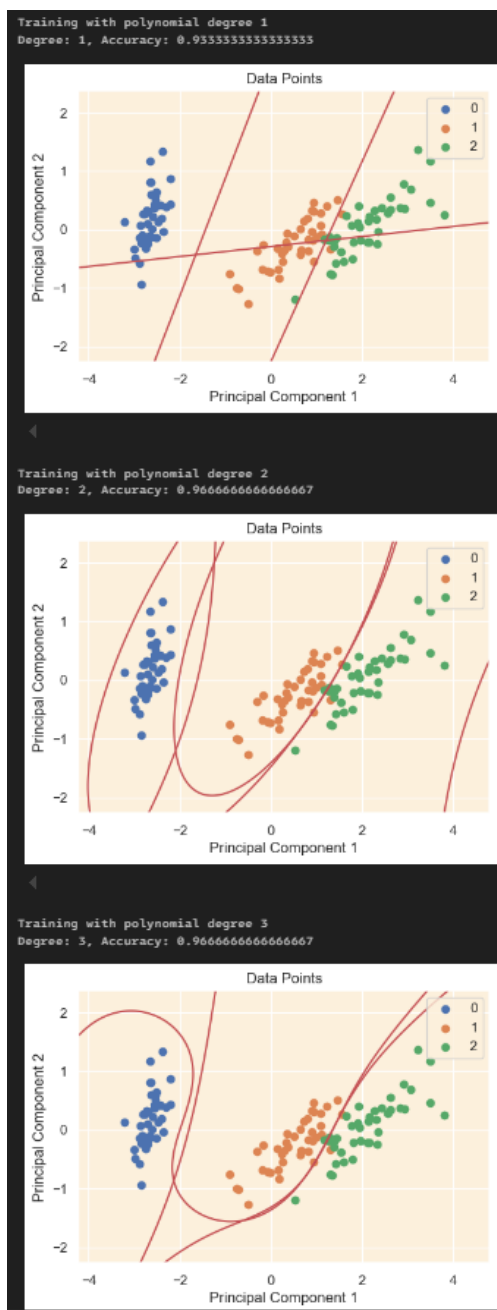 Training with polynomial degree 1
Degree: 1, Accuracy: 0.9333333333333333
Data Points
2
1
0
−1
−2
Principal Component 2
0
1
2
−4
−2
0
2
4
Principal Component 1
Training with polynomial degree 2
Degree: 2, Accuracy: 0.9666666666666667
Data Points
2
1
0
−1
−2
Principal Component 2
0
1
2
−4
−2
0
2
4
Principal Component 1
Training with polynomial degree 3
Degree: 3, Accuracy: 0.9666666666666667
Data Points
2
1
0
−1
−2
Principal Component 2
0
1
2
−4
−2
0
2
4
Principal Component 1